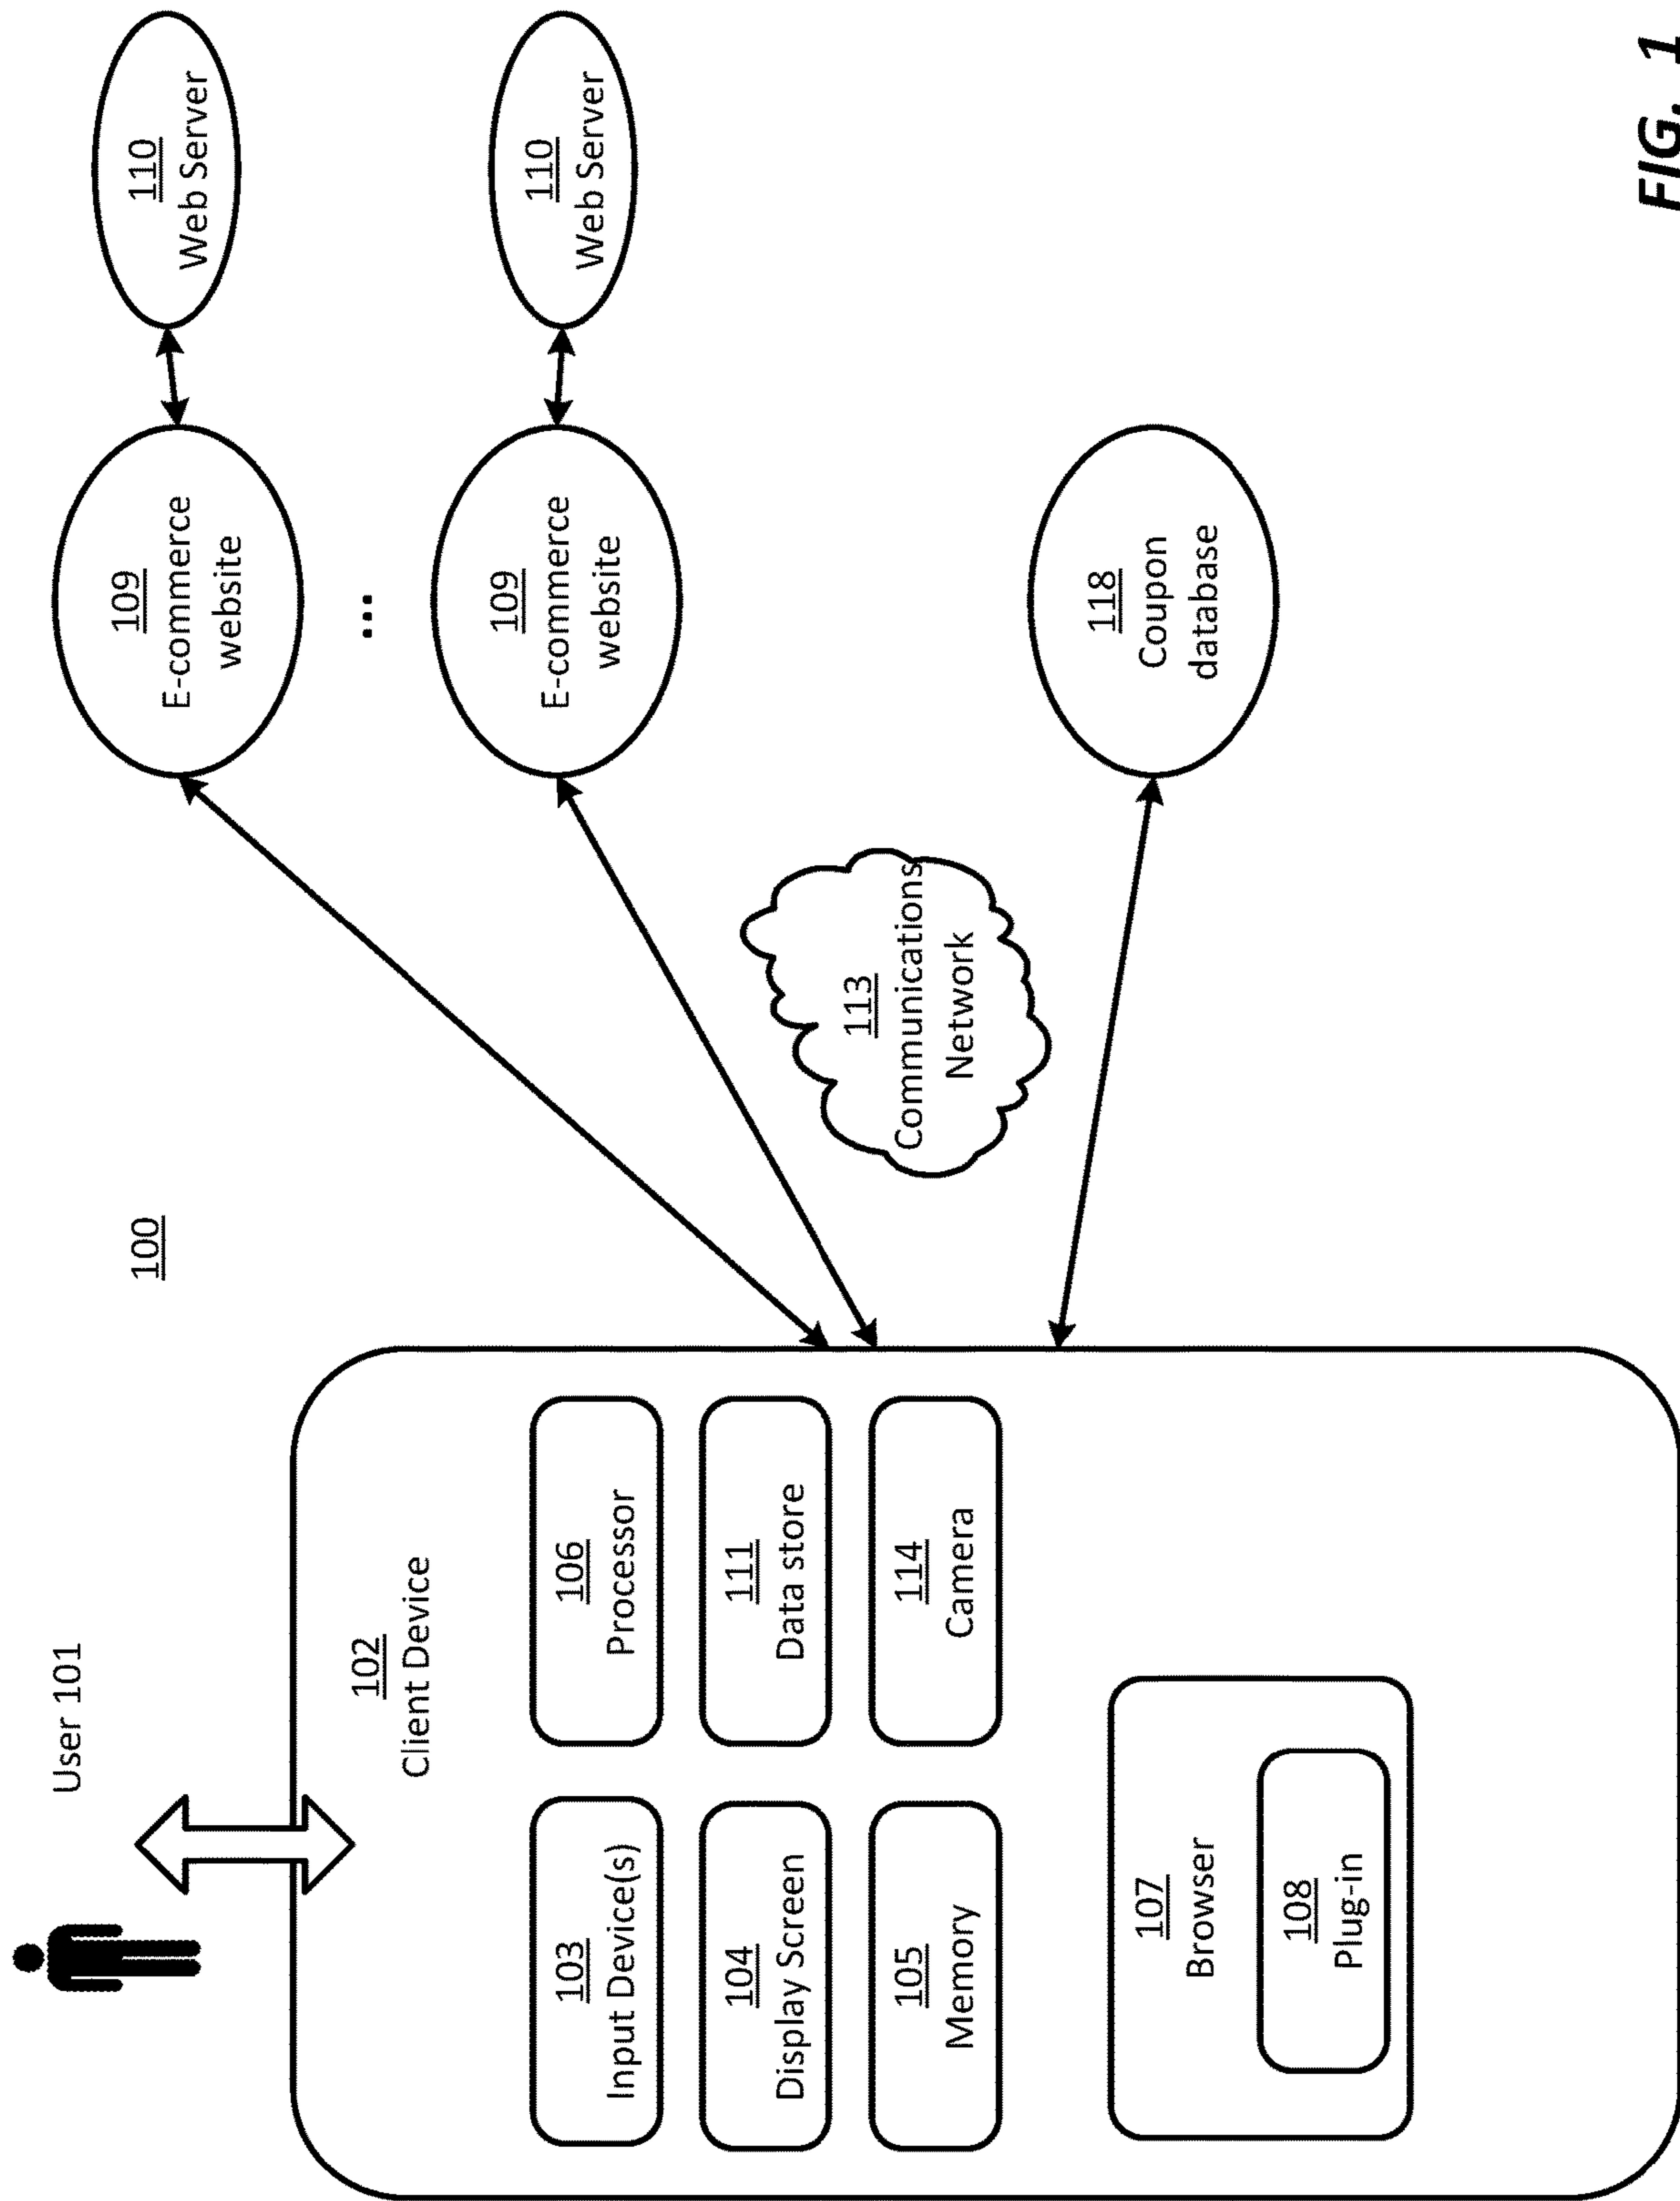 User 101
100
102
Client Device
103
Input Device(s)
106
Processor
104
Display Screen
111
Data store
105
Memory
114
Camera
107
Browser
108
Plug-in
113
Communications
Network
109
E-commerce
website
110
Web Server
...
109
E-commerce
website
110
Web Server
118
Coupon
database
FIG. 1